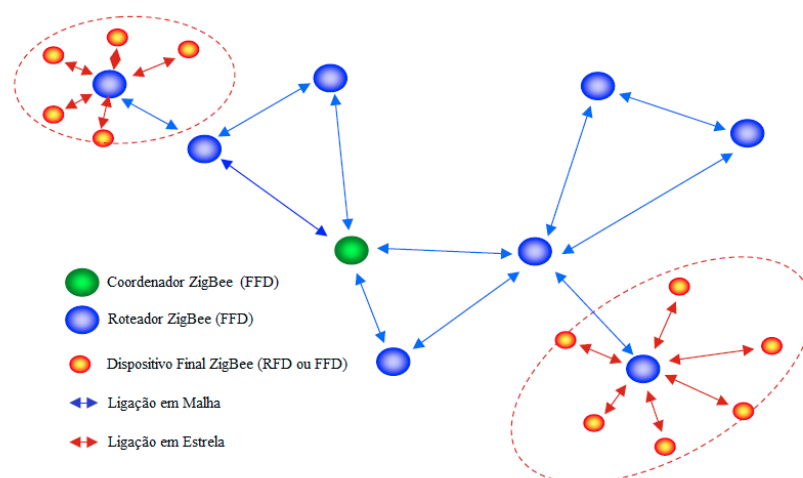 Coordenador ZigBee (FFD)
Roteador ZigBee (FFD)
Dispositivo Final ZigBee (RFD ou FFD)
Ligação em Malha
Ligação em Estrela